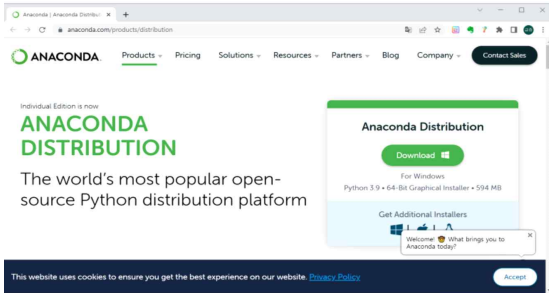 Anaconda | Anaconda Distribu
anaconda.com/products/distribution
ANACONDA.
Products
Pricing
Solutions
Resources
Partners
Blog
Company
Contact Sales
Individual Edition is now
ANACONDA
DISTRIBUTION
The world's most popular open-
source Python distribution platform
Anaconda Distribution
Download
For Windows
Python 3.9 • 64-Bit Graphical Installer • 594 MB
Get Additional Installers
Welcome! What brings you to
Anaconda today?
This website uses cookies to ensure you get the best experience on our website. Privacy Policy
Accept